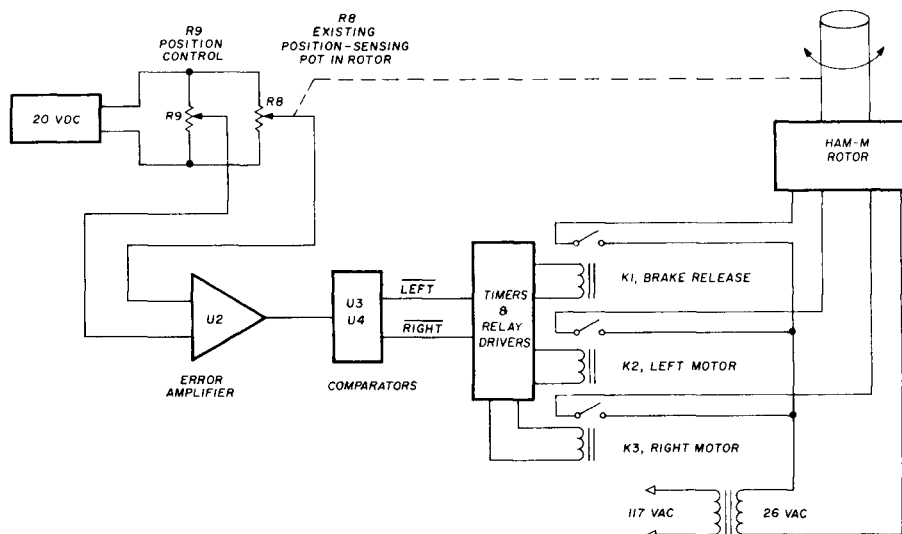 R9
POSITION
CONTROL
R8
EXISTING
POSITION-SENSING
POT IN ROTOR
20 VDC
R9
R8
HAM-M
ROTOR
U2
ERROR
AMPLIFIER
U3
U4
COMPARATORS
LEFT
RIGHT
TIMERS
&
RELAY
DRIVERS
K1, BRAKE RELEASE
K2, LEFT MOTOR
K3, RIGHT MOTOR
117 VAC
26 VAC